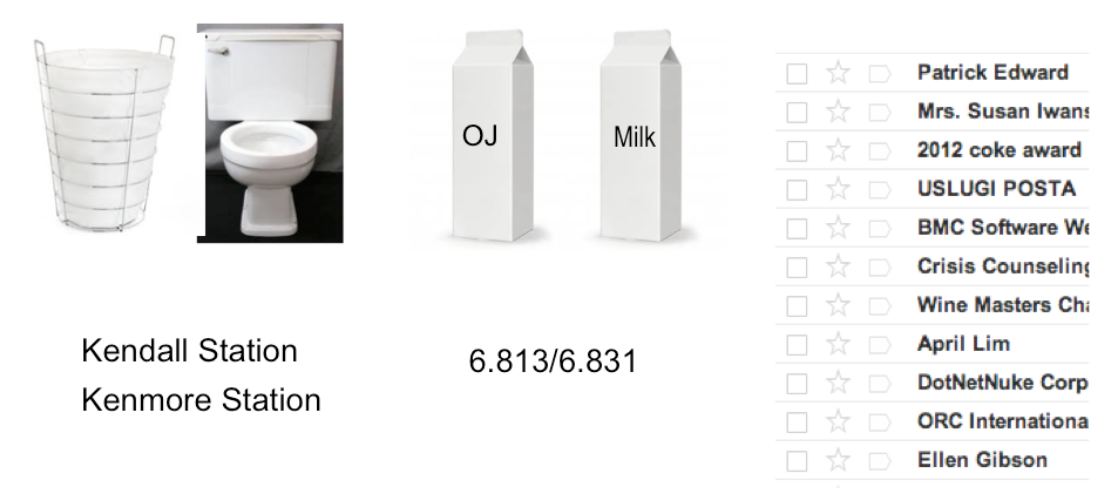 OJ
Milk
Kendall Station
Kenmore Station
6.813/6.831
Patrick Edward
Mrs. Susan Iwans
2012 coke award
USLUGI POSTA
BMC Software We
Crisis Counseling
Wine Masters Cha
April Lim
DotNetNuke Corp
ORC Internationa
Ellen Gibson